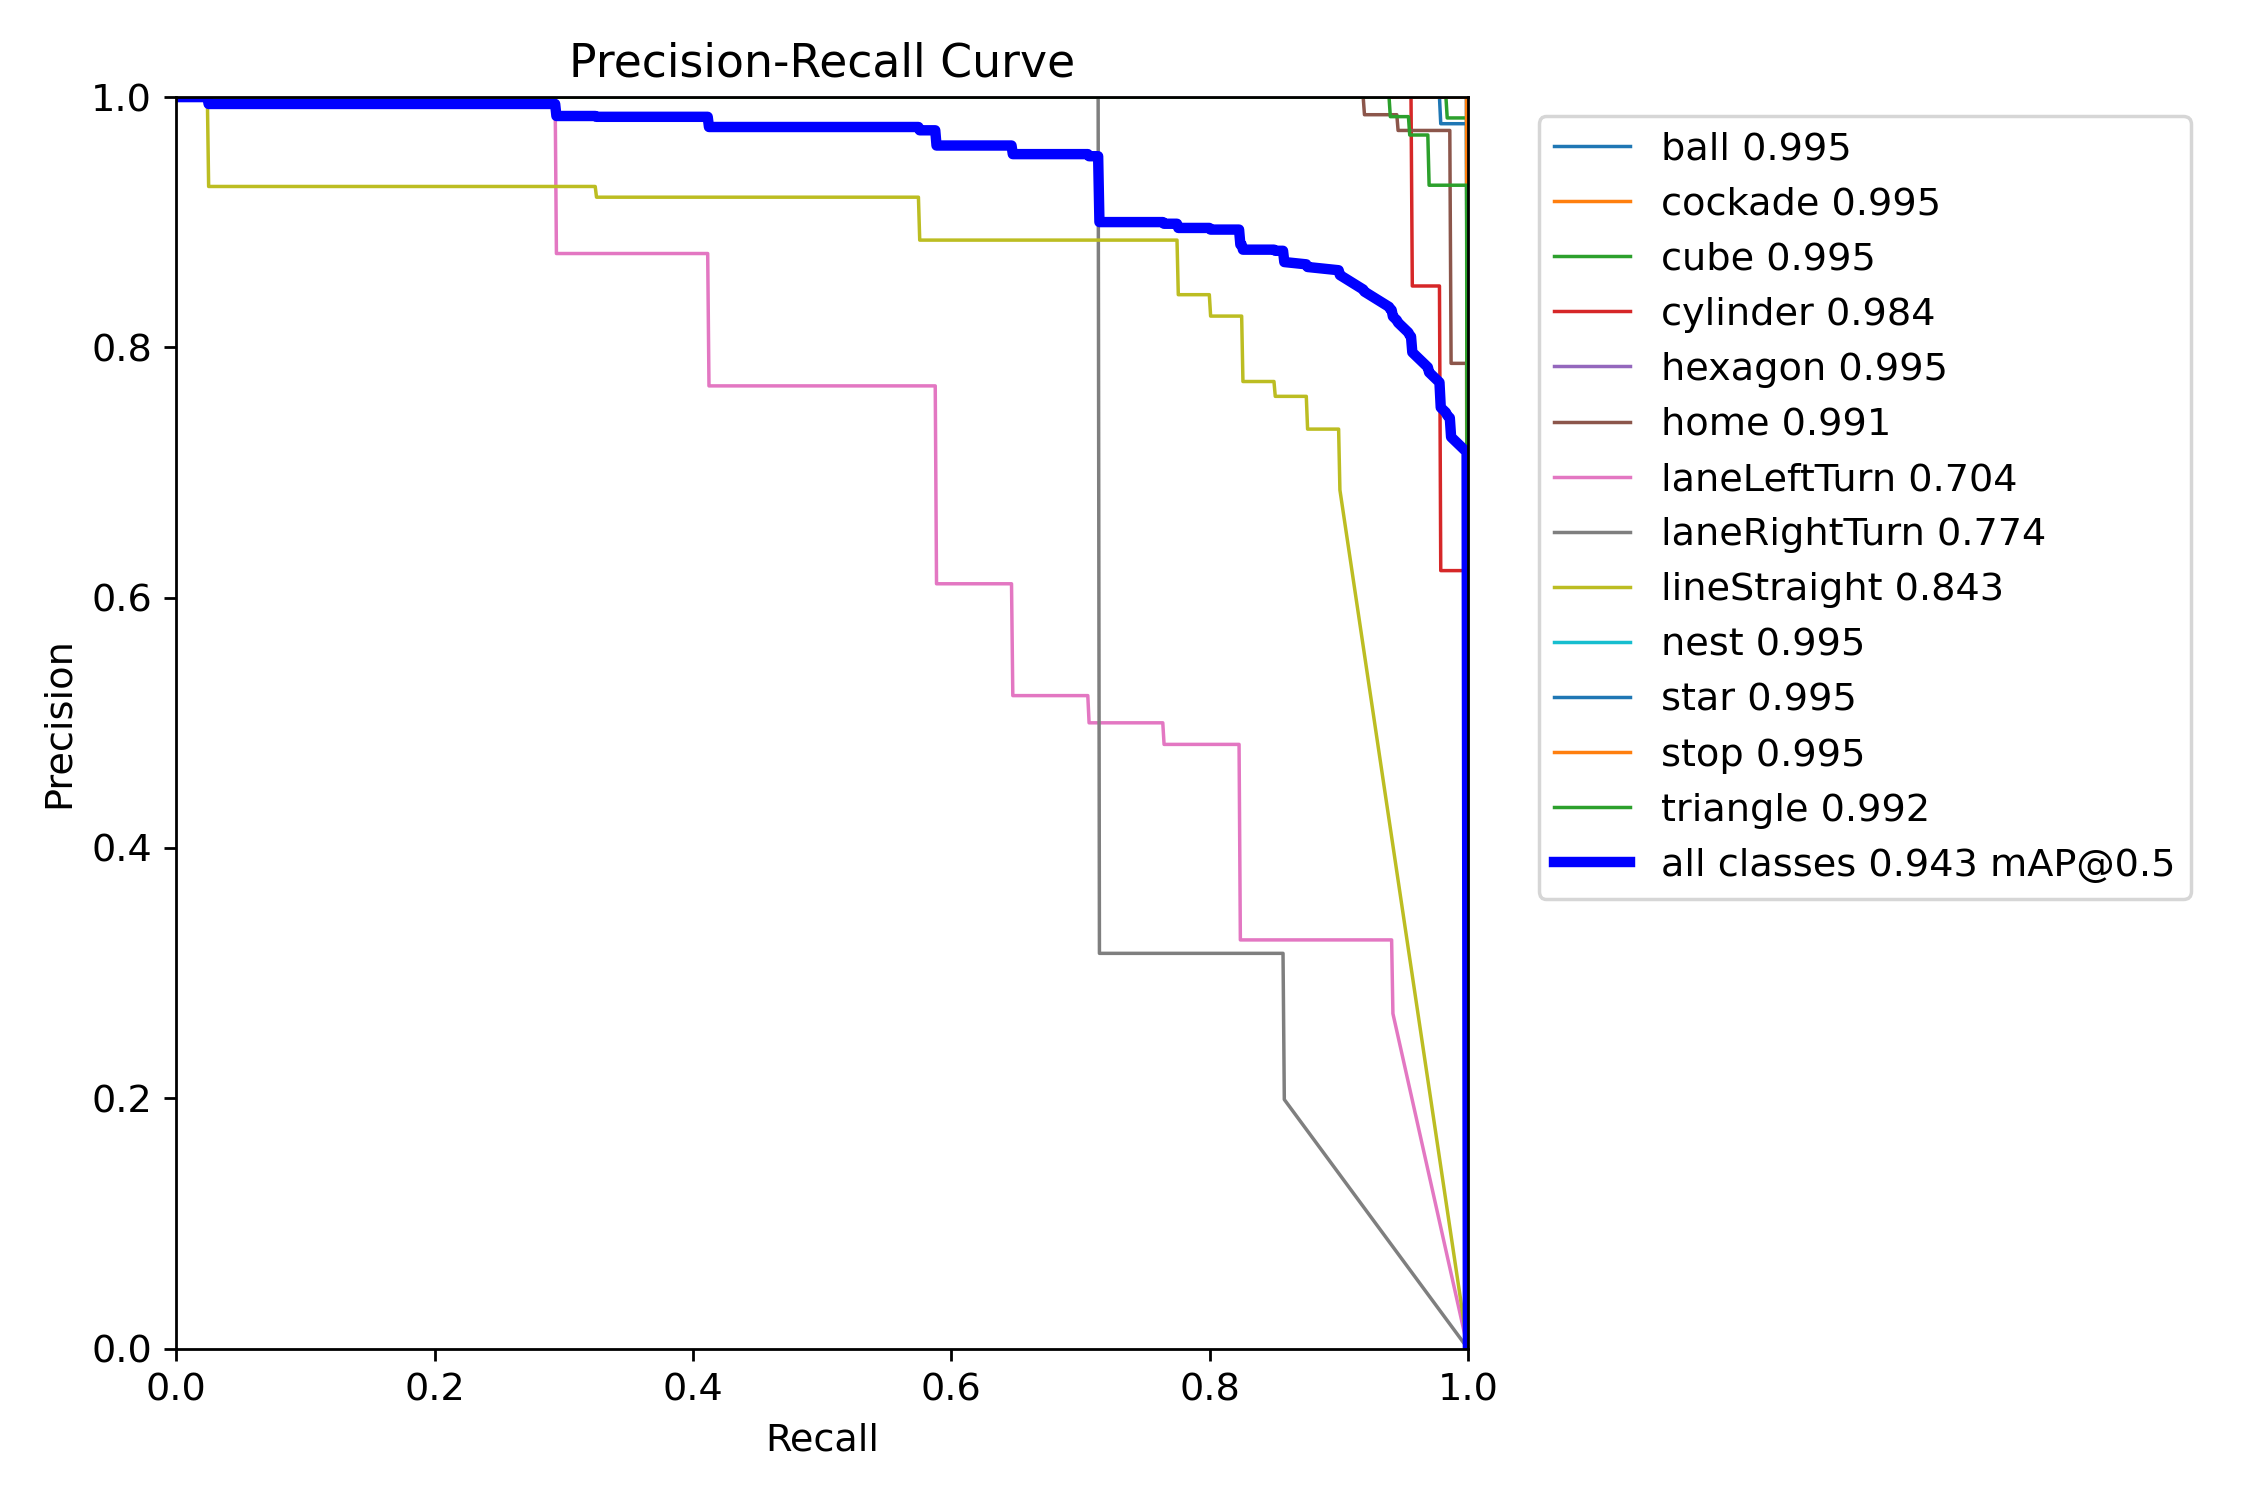 Precision-Recall Curve
1.0
0.8
0.6
0.4
0.2
0.0
Precision
0.0 0.2 0.4 0.6 0.8 1.0
Recall
ball 0.995
cockade 0.995
cube 0.995
cylinder 0.984
hexagon 0.995
home 0.991
laneLeftTurn 0.704
laneRightTurn 0.774
lineStraight 0.843
nest 0.995
star 0.995
stop 0.995
triangle 0.992
all classes 0.943 mAP@0.5